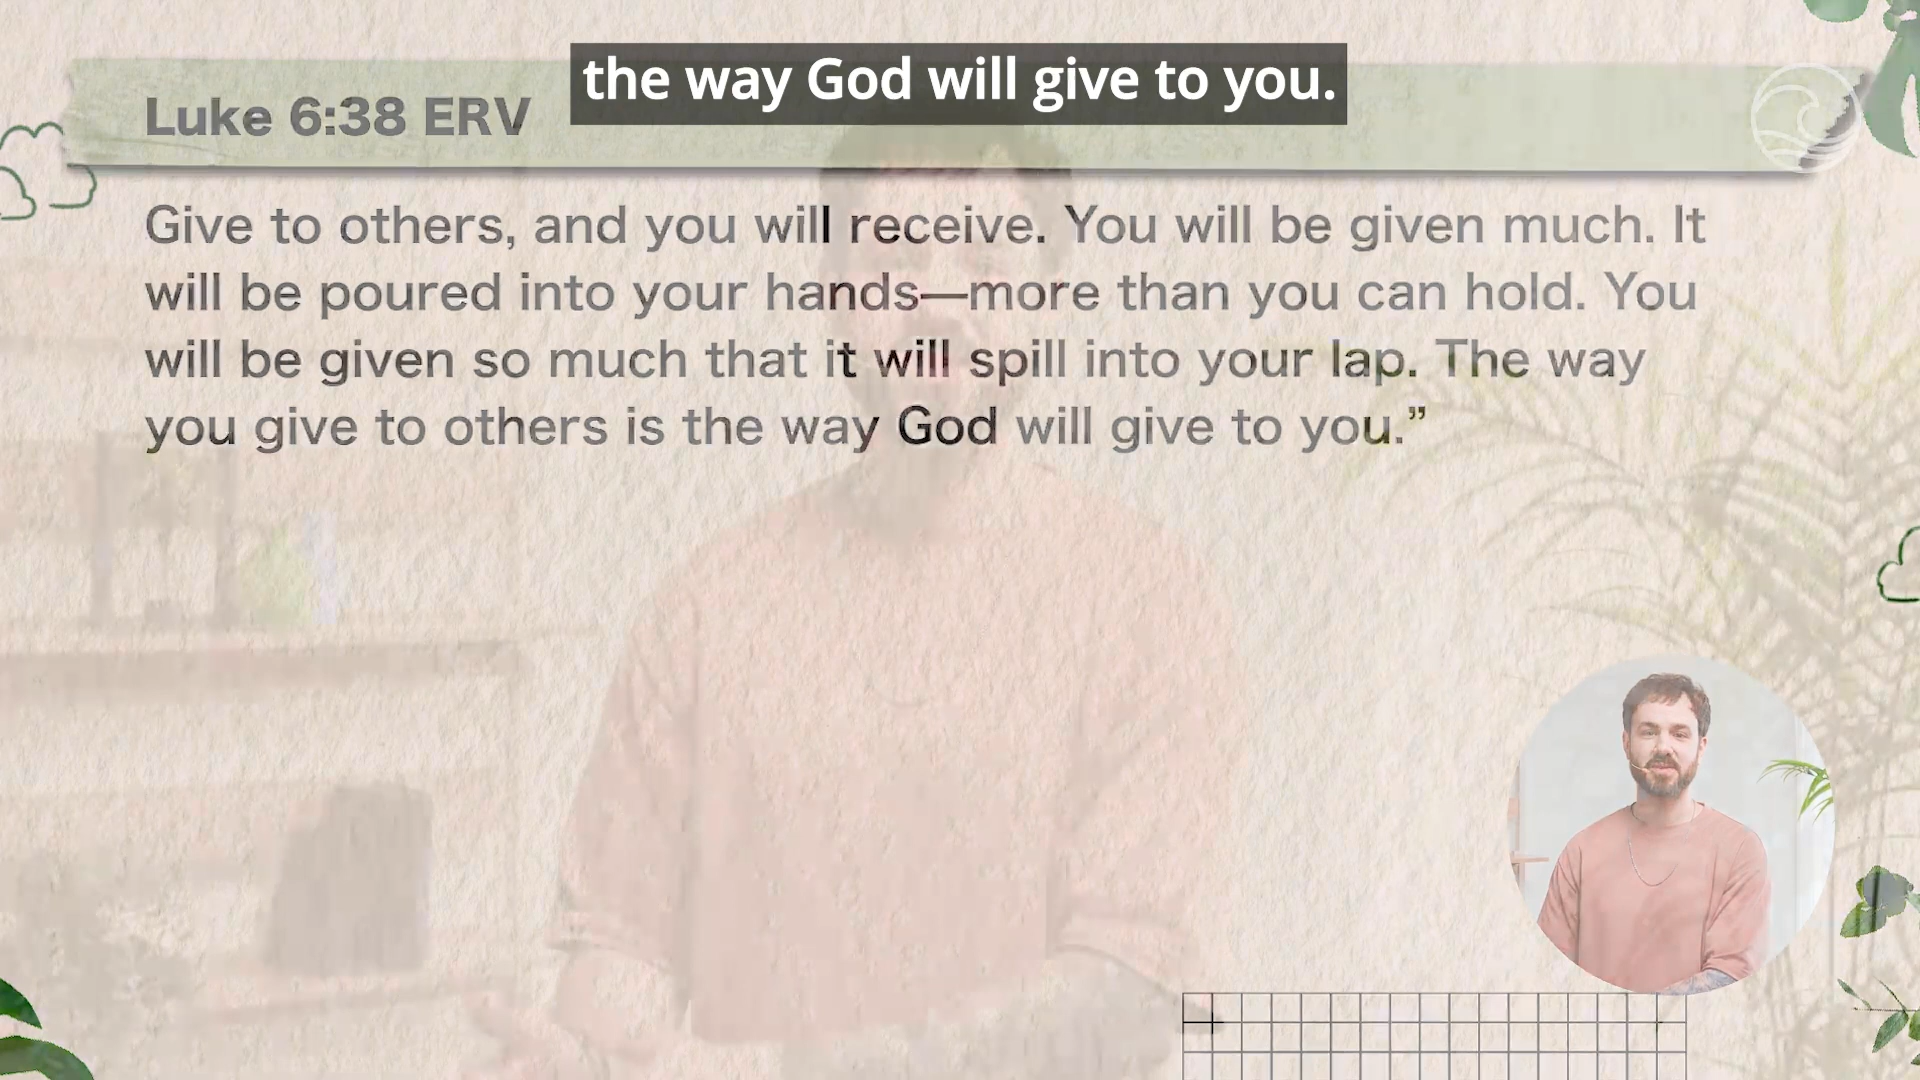 the way God will give to you.
Luke 6:38 ERV
Give to others, and you will receive. You will be given much. It
will be poured into your hands—more than you can hold. You
will be given so much that it will spill into your lap. The way
you give to others is the way God will give to you.”